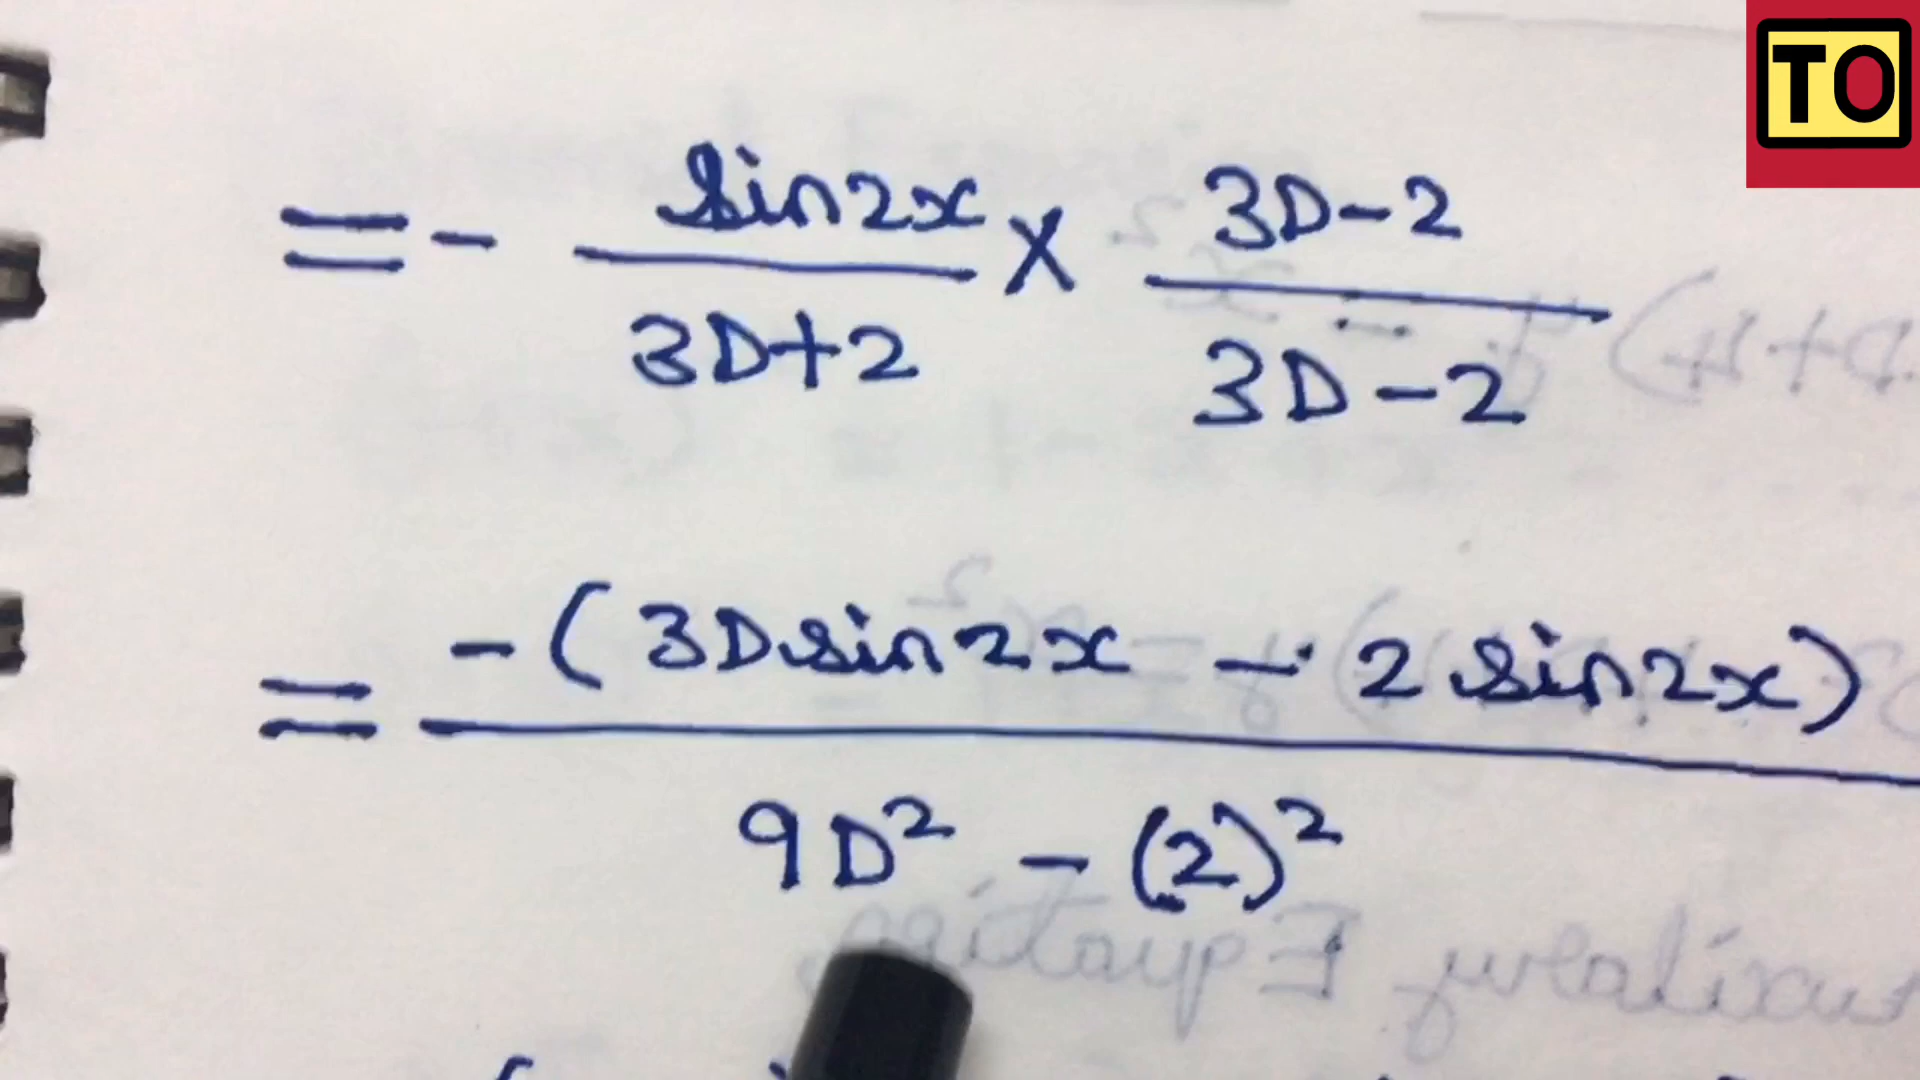 TO
= - sin2x / 3D+2 × 3D-2 / 3D-2
= -(3D sin2x - 2 sin2x) / 9D² - (2)²